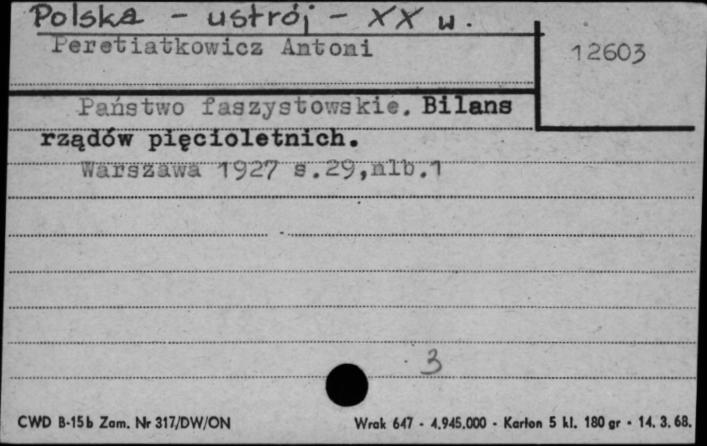 Polska - ustrój - XX w.
Peretiatkowicz Antoni
12603
Państwo faszystowskie. Bilans
rządów pięcioletnich.
Warszawa 1927 s.29,nlb.1
3
CWD B-15b Zam. Nr 317/DW/ON
Wrak 647 - 4.945.000 - Karton 5 kl. 180 gr - 14. 3. 68.